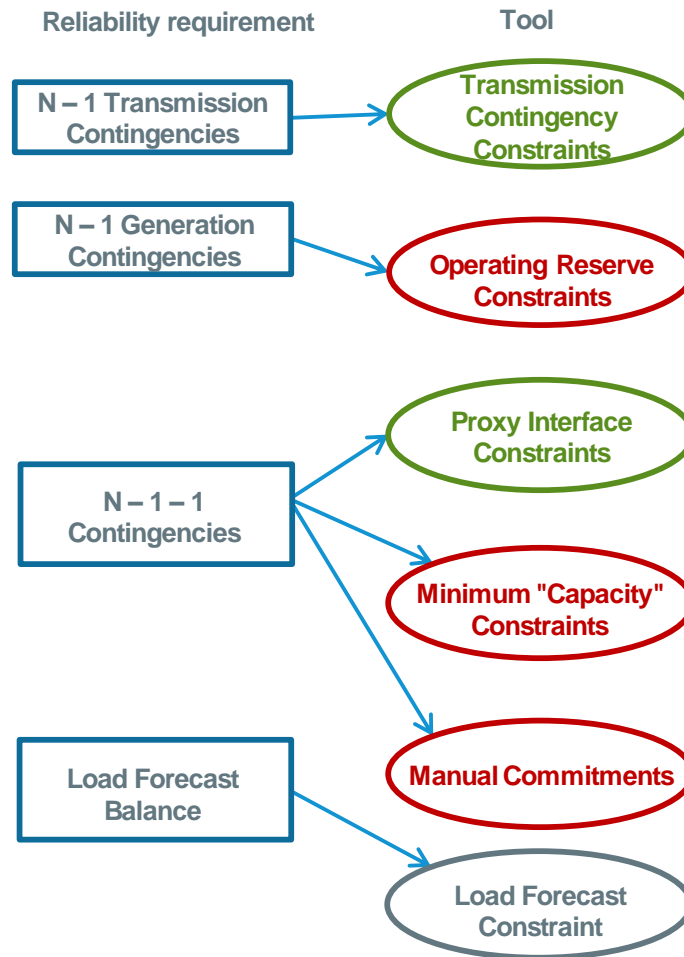 Reliability requirement
Tool
N – 1 Transmission
Contingencies
Transmission
Contingency
Constraints
N – 1 Generation
Contingencies
Operating Reserve
Constraints
Proxy Interface
Constraints
N – 1 – 1
Contingencies
Minimum "Capacity"
Constraints
Manual Commitments
Load Forecast
Balance
Load Forecast
Constraint